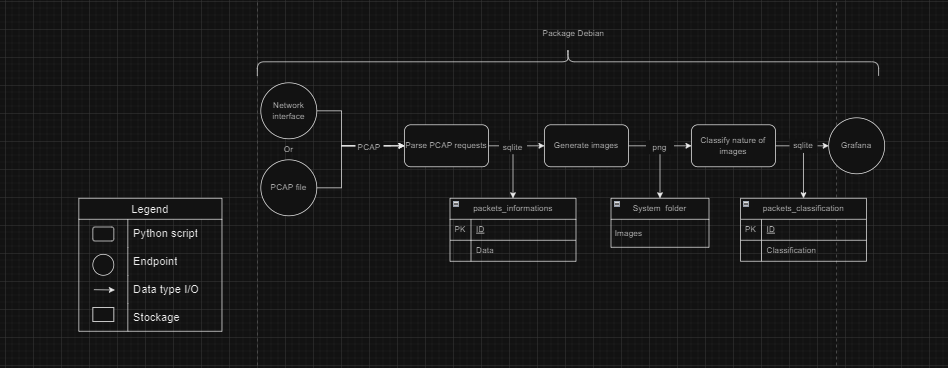 Package Debian
Network
interface
Or
PCAP file
PCAP
Parse PCAP requests
sqlite
Generate images
png
Classify nature of
images
sqlite
Grafana
packets_informations
PK ID
Data
System folder
Images
packets_classification
PK ID
Classification
Legend
Python script
Endpoint
Data type I/O
Stockage